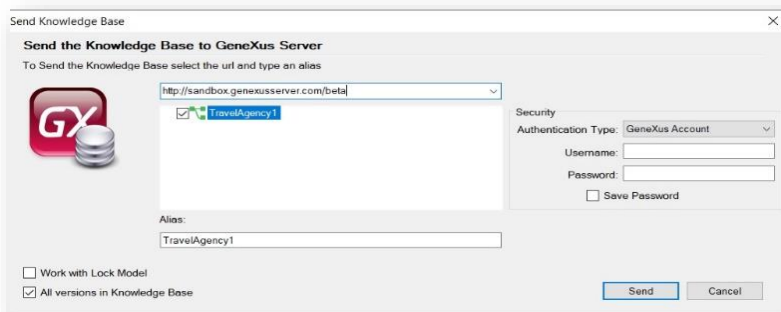 Send Knowledge Base
Send the Knowledge Base to GeneXus Server
To Send the Knowledge Base select the url and type an alias
GX
http://sandbox.genexusserver.com/beta
TravelAgency1
Security
Authentication Type: GeneXus Account
Username:
Password:
Save Password
Alias:
TravelAgency1
Work with Lock Model
All versions in Knowledge Base
Send Cancel